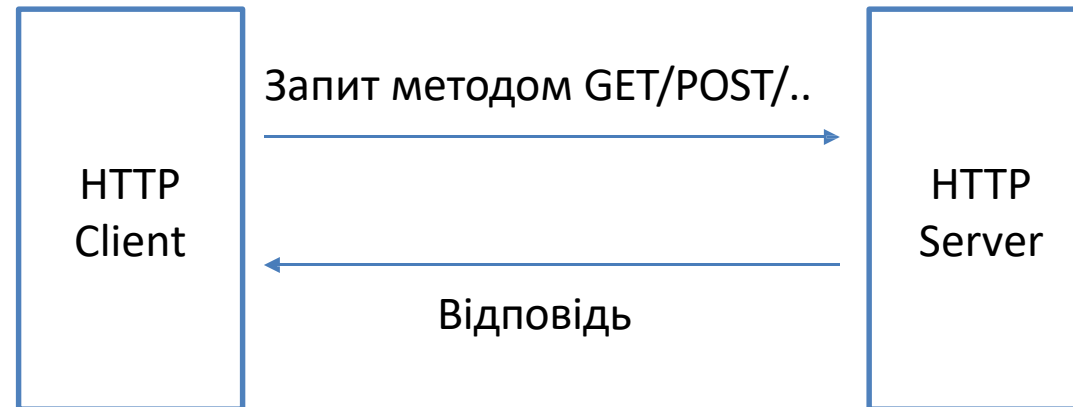 Запит методом GET/POST/..
HTTP
Client
HTTP
Server
Відповідь